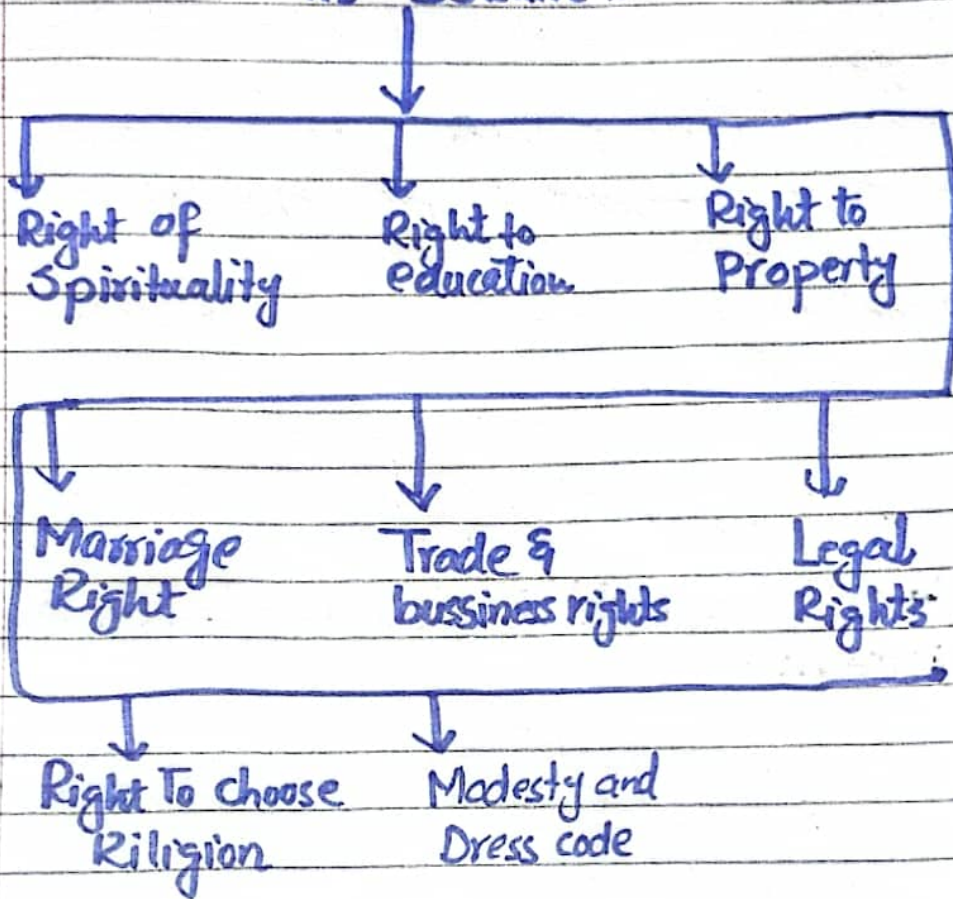 Right of
Spirituality
Right to
education
Right to
Property
Marriage
Right
Trade &
bussiness rights
Legal
Rights
Right To choose
Riligion
Modesty and
Dress code